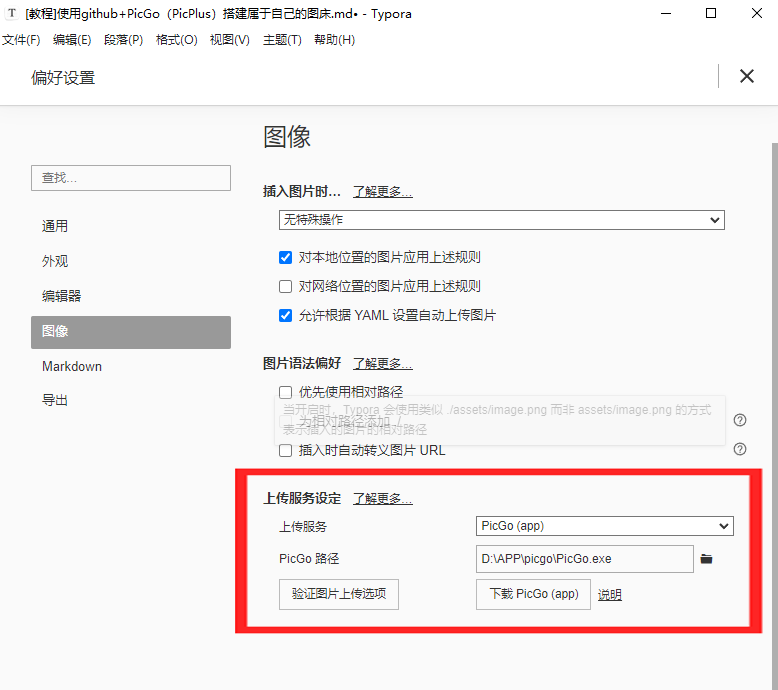 T [教程]使用github+PicGo（PicPlus）搭建属于自己的图床.md• - Typora
文件(F) 编辑(E) 段落(P) 格式(O) 视图(V) 主题(T) 帮助(H)
偏好设置
图像
查找...
通用
外观
编辑器
图像
Markdown
导出
插入图片时... 了解更多...
无特殊操作
对本地位置的图片应用上述规则
对网络位置的图片应用上述规则
允许根据 YAML 设置自动上传图片
图片语法偏好 了解更多...
优先使用相对路径
当开启时，Typora 会使用类似 ./assets/image.png 而非 assets/image.png 的方式
表示插入的图片的相对路径
为相对路径添加 ./
插入时自动转义图片 URL
上传服务设定 了解更多...
上传服务 PicGo (app)
PicGo 路径 D:\APP\picgo\PicGo.exe
验证图片上传选项 下载 PicGo (app) 说明